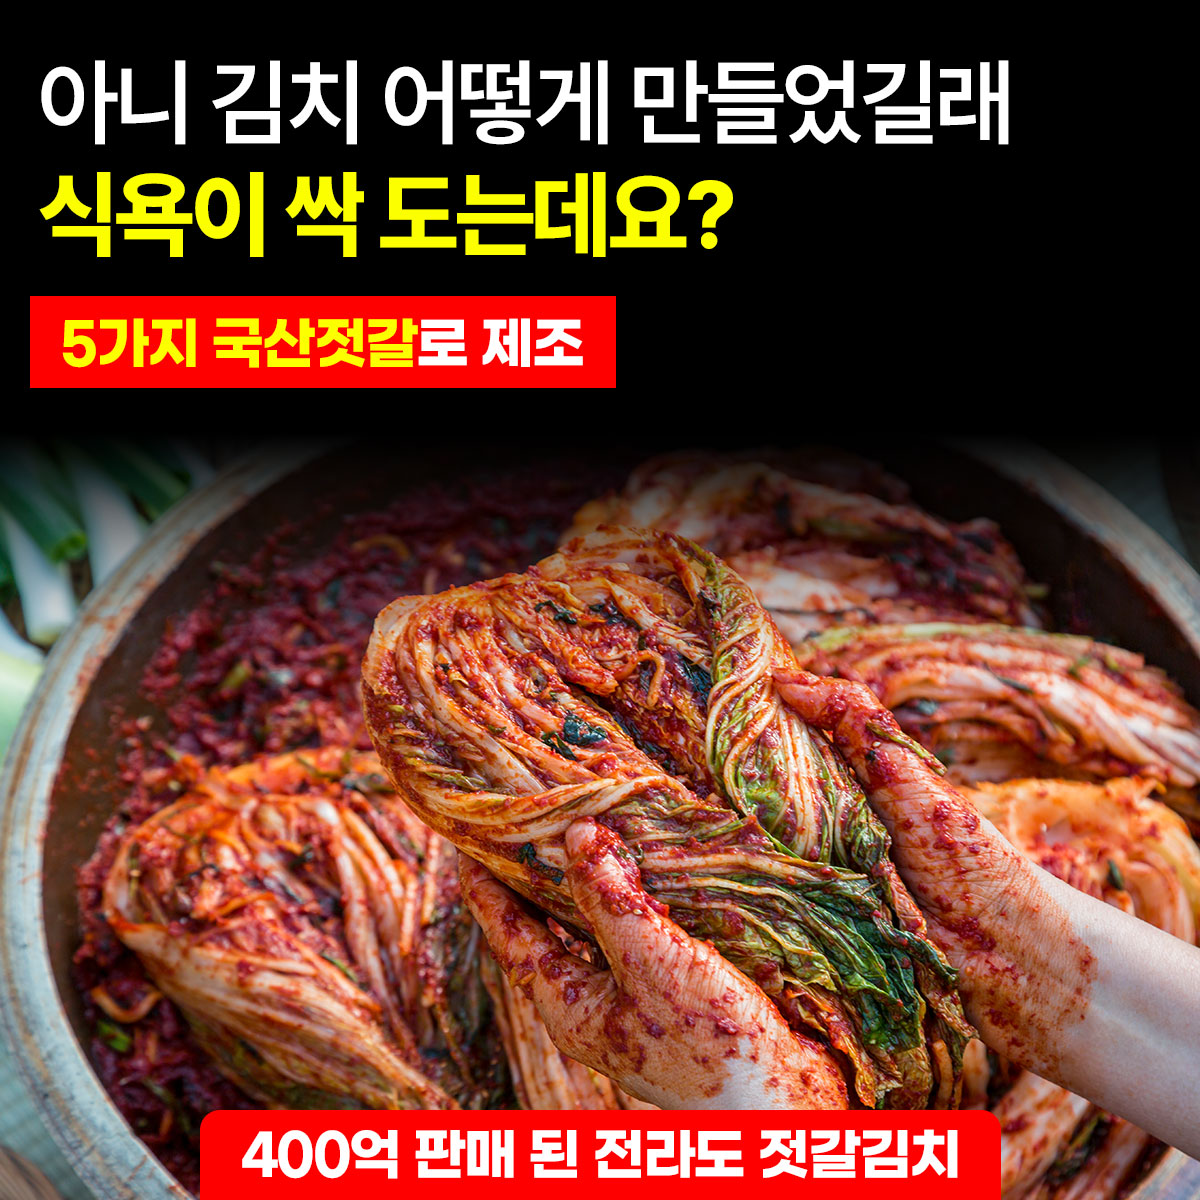 아니 김치 어떻게 만들었길래
식욕이 싹 도는데요?
5가지 국산젓갈로 제조
400억 판매 된 전라도 젓갈김치